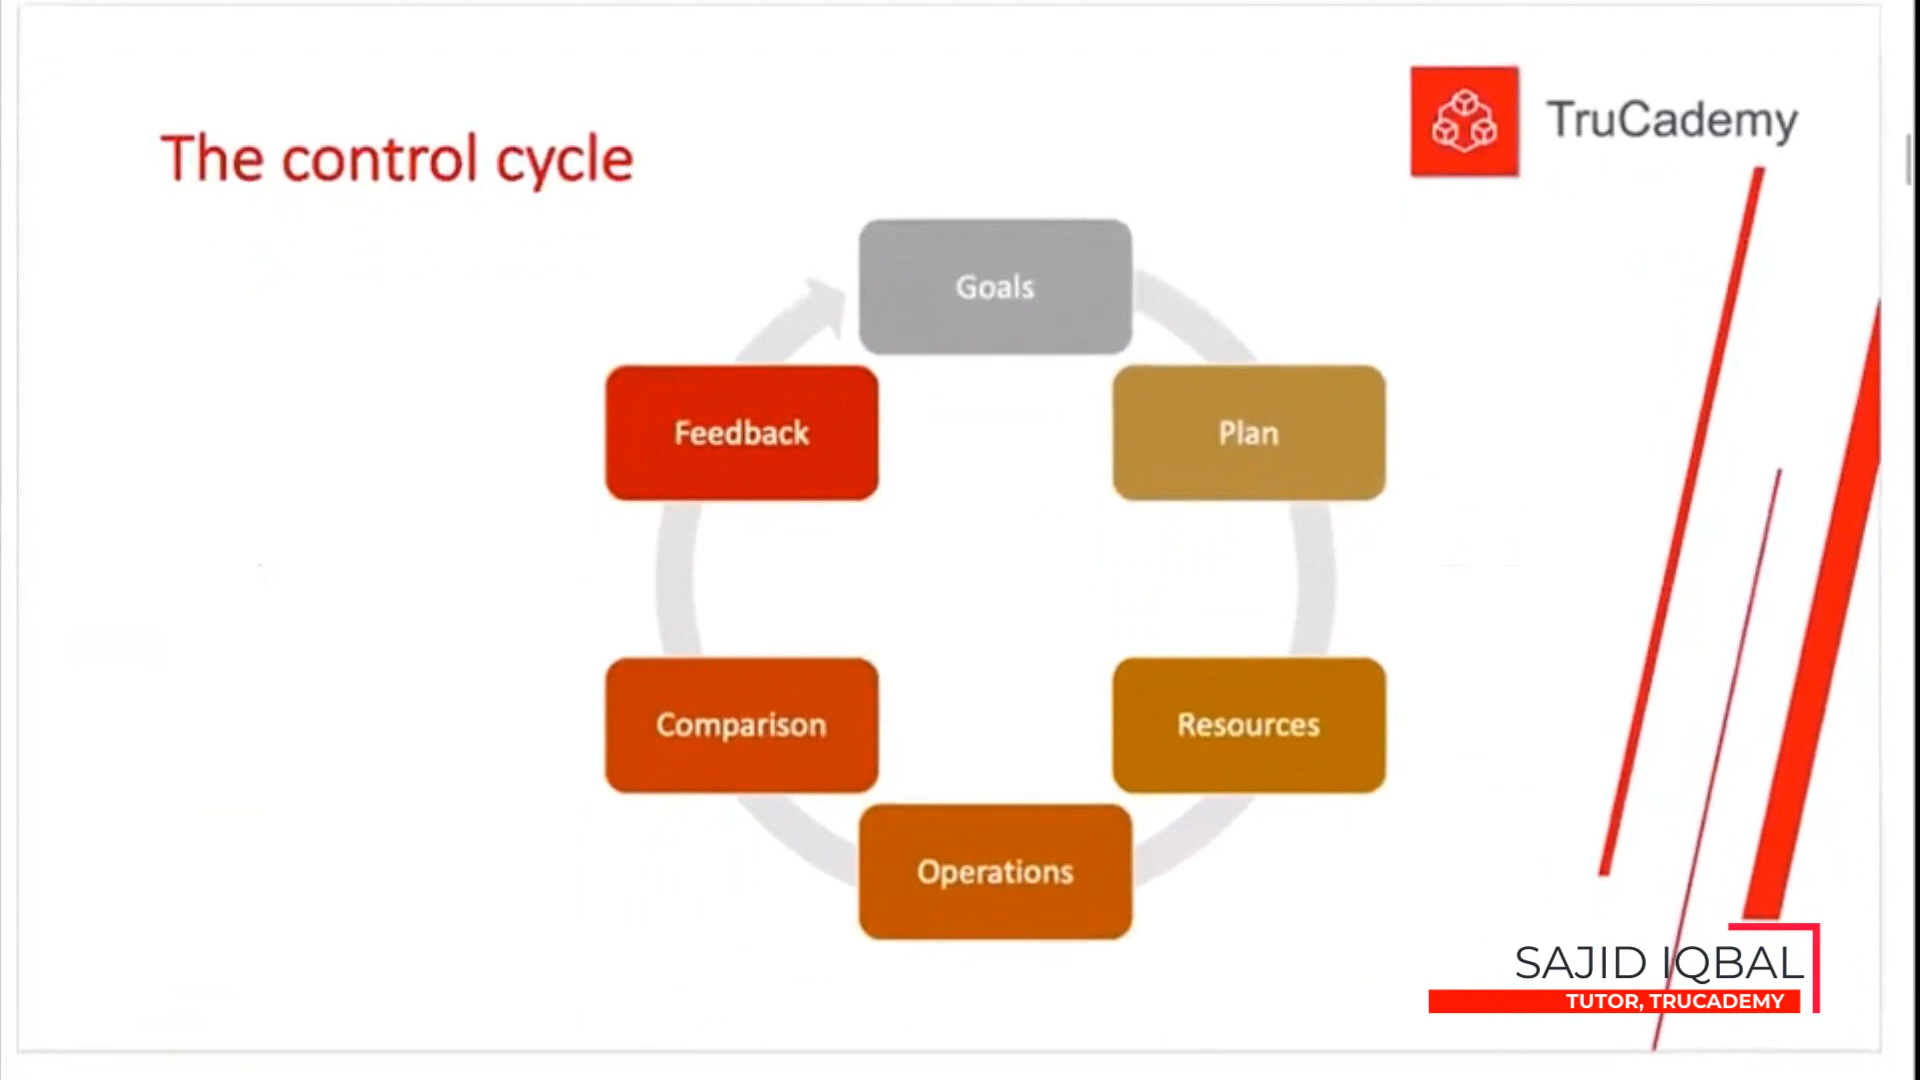 TruCademy
The control cycle
Goals
Feedback
Plan
Comparison
Resources
Operations
SAJID IQBAL
TUTOR, TRUCADEMY